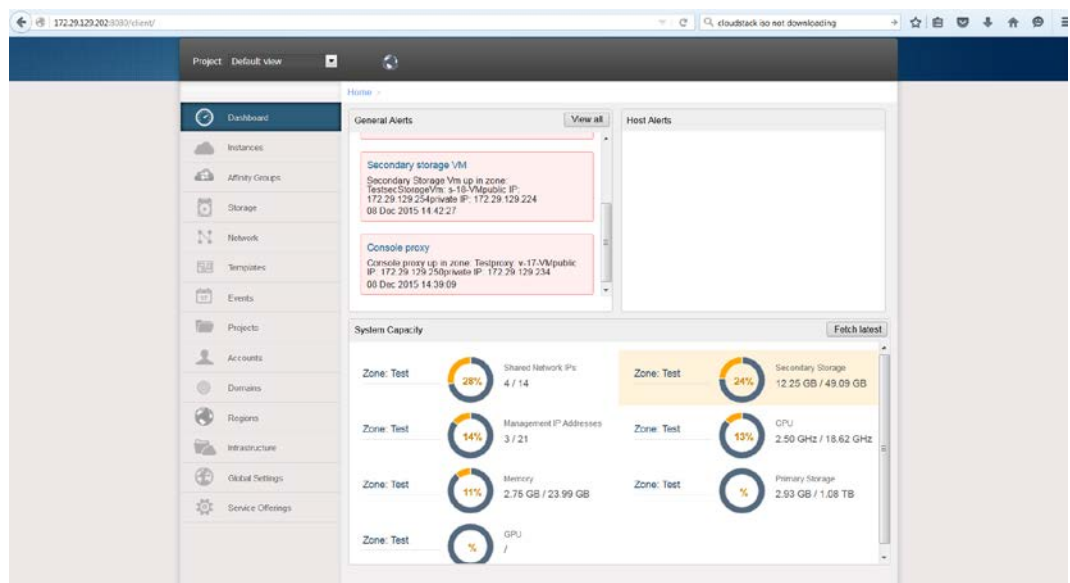 172.29.129.202:8080/client/
cloudstack iso not downloading
Project Default view
Home >
Dashboard
Instances
Affinity Groups
Storage
Network
Templates
Events
Projects
Accounts
Domains
Regions
Infrastructure
Global Settings
Service Offerings
General Alerts
View all
Secondary storage VM
Secondary Storage Vm up in zone:
TestsecStorageVm: s-18-VMpublic IP:
172.29.129.254private IP: 172.29.129.224
08 Dec 2015 14:42:27
Console proxy
Console proxy up in zone: Testproxy: v-17-VMpublic
IP: 172.29.129.250private IP: 172.29.129.234
08 Dec 2015 14:39:09
Host Alerts
System Capacity
Fetch latest
Zone: Test
28%
Shared Network IPs
4 / 14
Zone: Test
24%
Secondary Storage
12.25 GB / 49.09 GB
Zone: Test
14%
Management IP Addresses
3 / 21
Zone: Test
13%
CPU
2.50 GHz / 18.62 GHz
Zone: Test
11%
Memory
2.75 GB / 23.99 GB
Zone: Test
%
Primary Storage
2.93 GB / 1.08 TB
Zone: Test
%
GPU
/